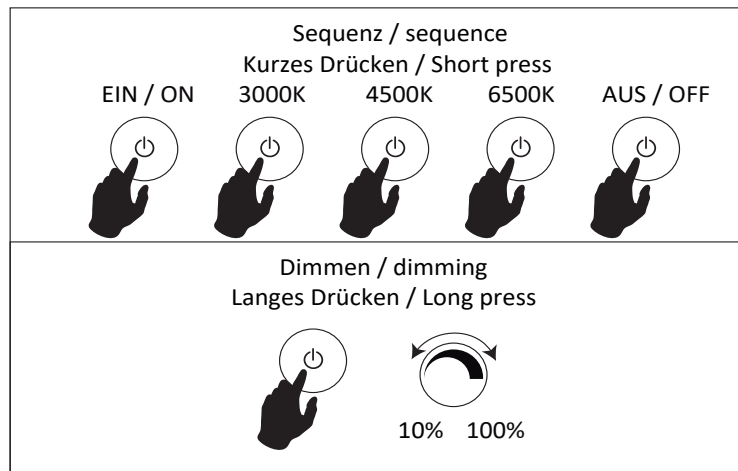 Sequenz / sequence
Kurzes Drücken / Short press
EIN / ON 3000K 4500K 6500K AUS / OFF
Dimmen / dimming
Langes Drücken / Long press
10% 100%